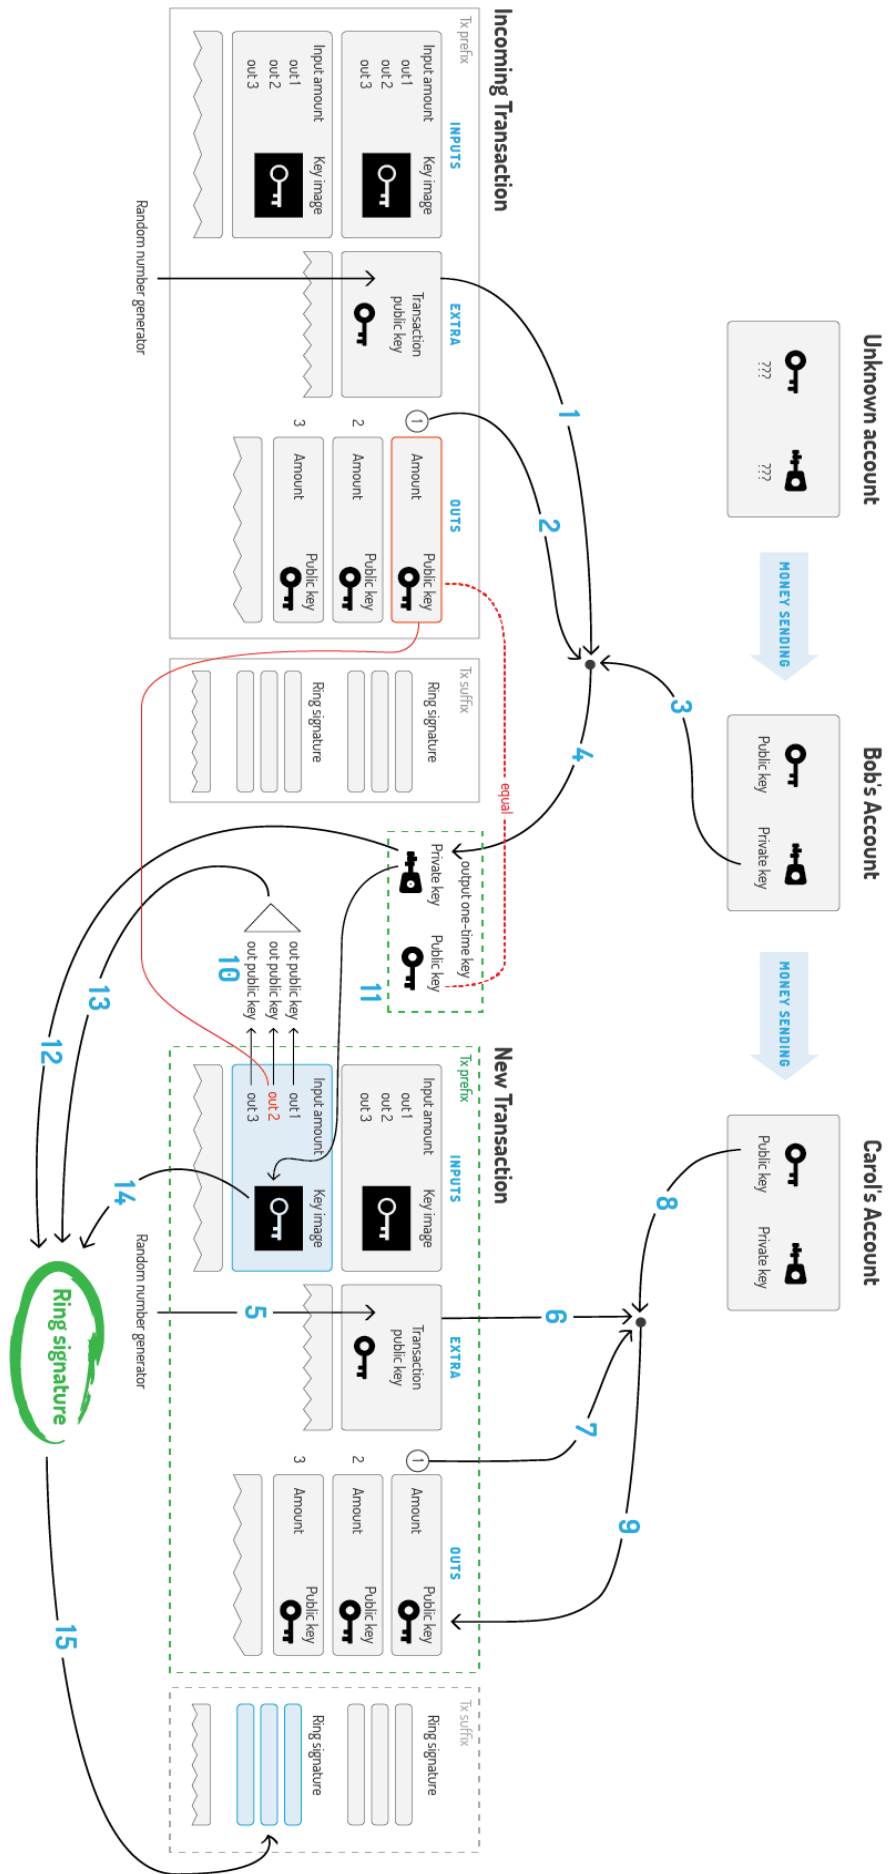 Unknown account
???
???
MONEY SENDING
Bob's Account
Public key
Private key
MONEY SENDING
Carol's Account
Public key
Private key
1
2
3
4
6
7
8
9
Incoming Transaction
Tx prefix
INPUTS
Input amount
out 1
out 2
out 3
Key image
Input amount
out 1
out 2
out 3
Key image
EXTRA
Transaction
public key
Random number generator
OUTS
1
Amount
Public key
2
Amount
Public key
3
Amount
Public key
Tx suffix
Ring signature
Ring signature
equal
output one-time key
Private key
Public key
11
out public key
out public key
out public key
10
New Transaction
Tx prefix
INPUTS
Input amount
out 1
out 2
out 3
Key image
Input amount
out 1
out 2
out 3
Key image
EXTRA
Transaction
public key
5
Random number generator
OUTS
1
Amount
Public key
2
Amount
Public key
3
Amount
Public key
Tx suffix
Ring signature
Ring signature
12
13
14
Ring signature
15